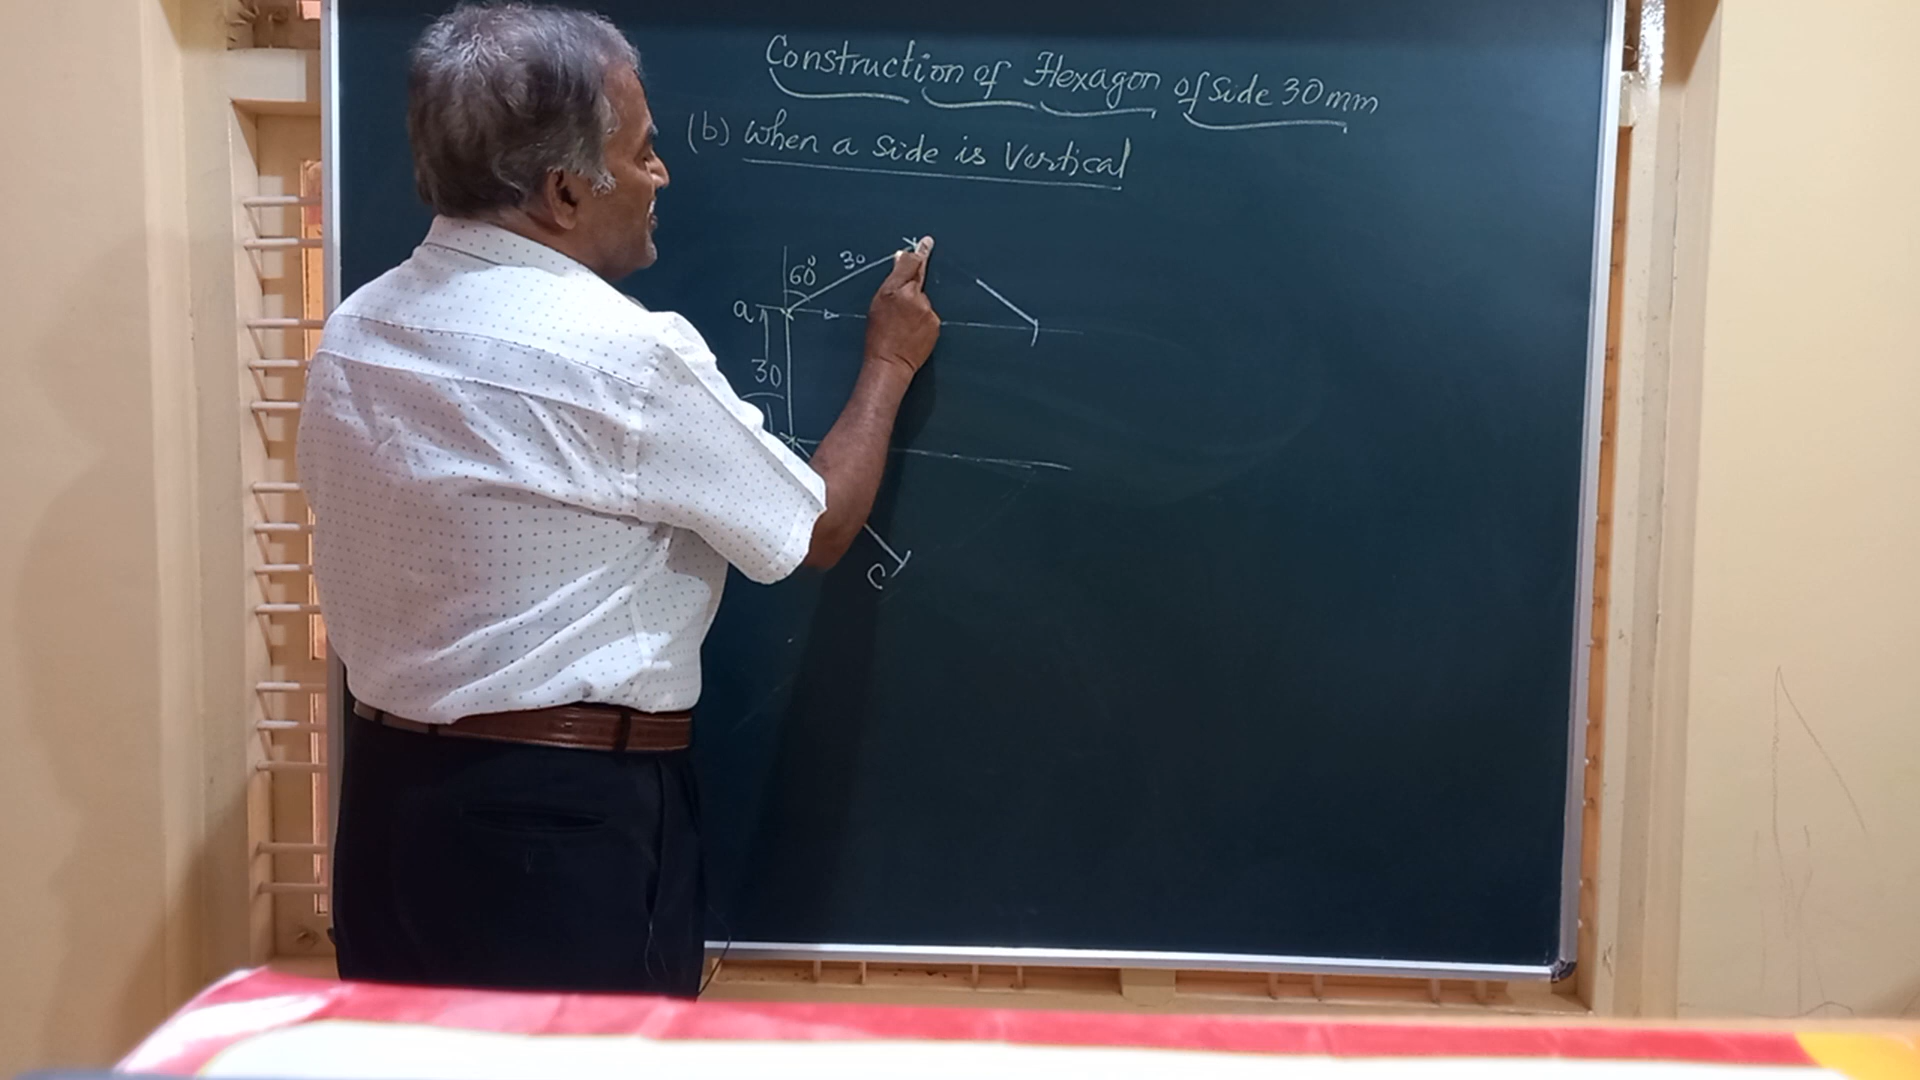 Construction of Hexagon of Side 30mm
(b) when a side is Vertical
60° 30
a
30
c